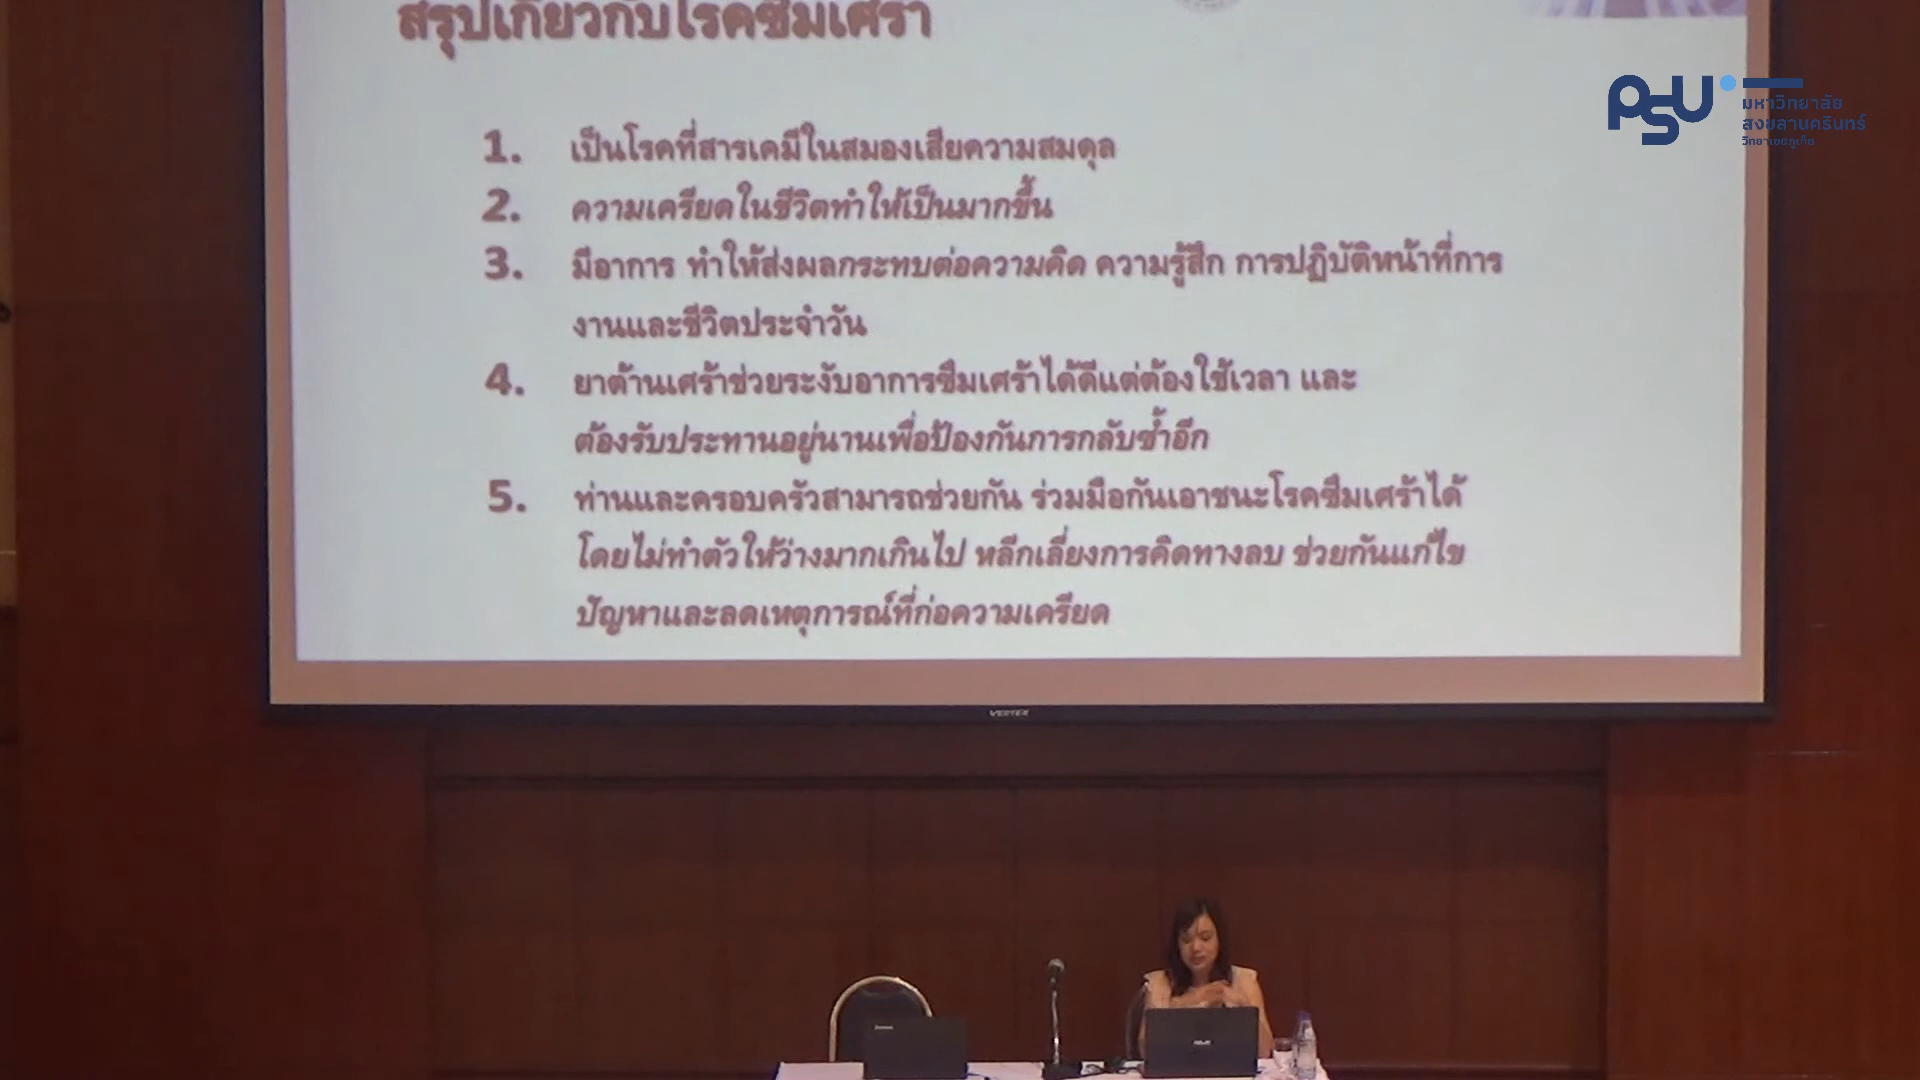 สรุปเกี่ยวกับโรคซึมเศร้า
PSU
มหาวิทยาลัย
สงขลานครินทร์
วิทยาเขตภูเก็ต
1. เป็นโรคที่สารเคมีในสมองเสียความสมดุล
2. ความเครียดในชีวิตทำให้เป็นมากขึ้น
3. มีอาการ ทำให้ส่งผลกระทบต่อความคิด ความรู้สึก การปฏิบัติหน้าที่การ
งานและชีวิตประจำวัน
4. ยาต้านเศร้าช่วยระงับอาการซึมเศร้าได้ดีแต่ต้องใช้เวลา และ
ต้องรับประทานอยู่นานเพื่อป้องกันการกลับซ้ำอีก
5. ท่านและครอบครัวสามารถช่วยกัน ร่วมมือกันเอาชนะโรคซึมเศร้าได้
โดยไม่ทำตัวให้ว่างมากเกินไป หลีกเลี่ยงการคิดทางลบ ช่วยกันแก้ไข
ปัญหาและลดเหตุการณ์ที่ก่อความเครียด
VERTEX
ASUS